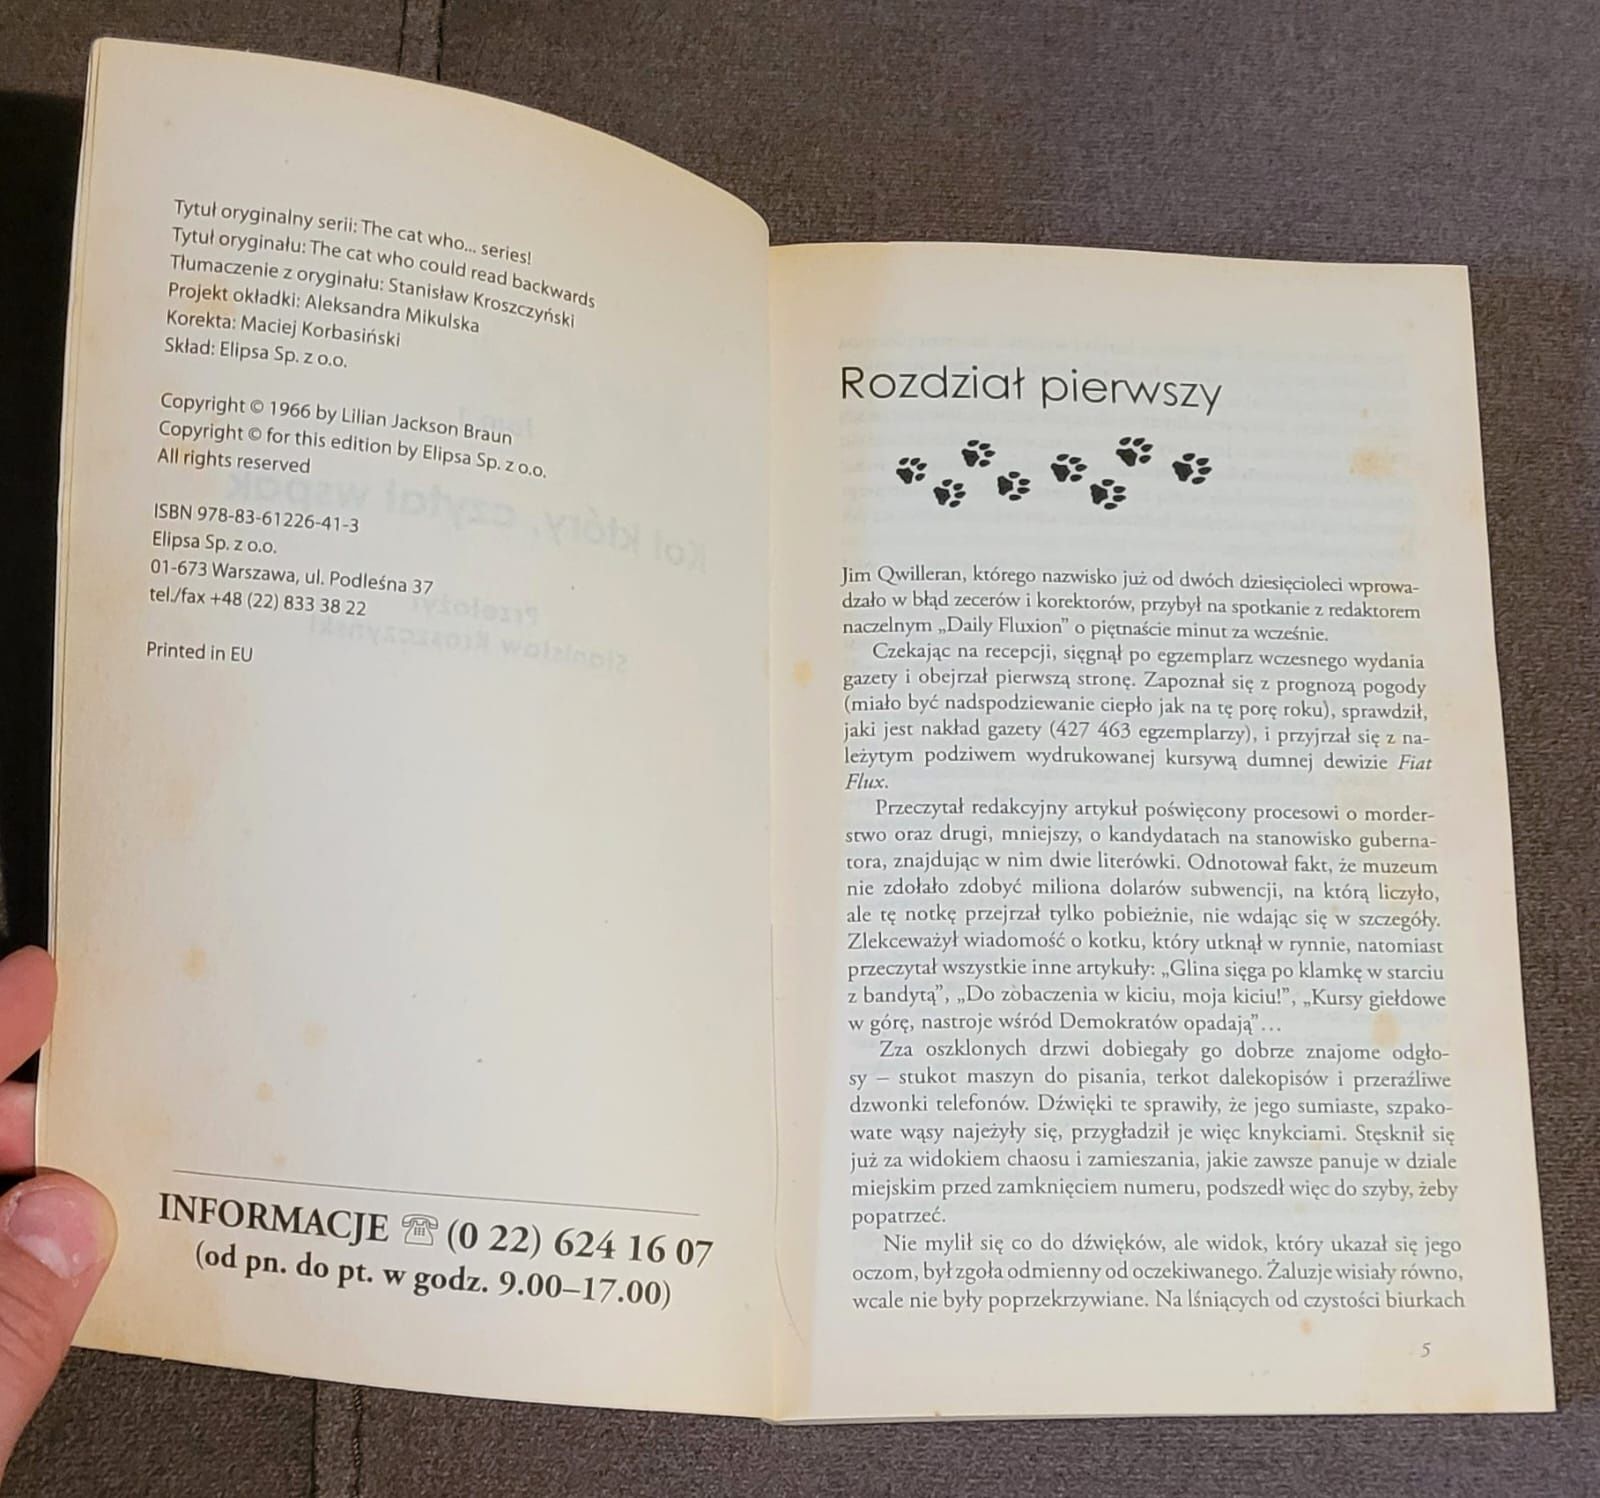 Tytuł oryginalny serii: The cat who... series!
Tytuł oryginału: The cat who could read backwards
Tłumaczenie z oryginału: Stanisław Kroszczyński
Projekt okładki: Aleksandra Mikulska
Korekta: Maciej Korbasiński
Skład: Elipsa Sp. z o.o.
Copyright © 1966 by Lilian Jackson Braun
Copyright © for this edition by Elipsa Sp. z o.o.
All rights reserved
ISBN 978-83-61226-41-3
Elipsa Sp. z o.o.
01-673 Warszawa, ul. Podleśna 37
tel./fax +48 (22) 833 38 22
Printed in EU
INFORMACJE ☏ (0 22) 624 16 07
(od pn. do pt. w godz. 9.00–17.00)
Rozdział pierwszy
Jim Qwilleran, którego nazwisko już od dwóch dziesięcioleci wprowa-
dzało w błąd zecerów i korektorów, przybył na spotkanie z redaktorem
naczelnym „Daily Fluxion” o piętnaście minut za wcześnie.
Czekając na recepcji, sięgnął po egzemplarz wczesnego wydania
gazety i obejrzał pierwszą stronę. Zapoznał się z prognozą pogody
(miało być nadspodziewanie ciepło jak na tę porę roku), sprawdził,
jaki jest nakład gazety (427 463 egzemplarzy), i przyjrzał się z na-
leżytym podziwem wydrukowanej kursywą dumnej dewizie Fiat
Flux.
Przeczytał redakcyjny artykuł poświęcony procesowi o morder-
stwo oraz drugi, mniejszy, o kandydatach na stanowisko guberna-
tora, znajdując w nim dwie literówki. Odnotował fakt, że muzeum
nie zdołało zdobyć miliona dolarów subwencji, na którą liczyło,
ale tę notkę przejrzał tylko pobieżnie, nie wdając się w szczegóły.
Zlekceważył wiadomość o kotku, który utknął w rynnie, natomiast
przeczytał wszystkie inne artykuły: „Glina sięga po klamkę w starciu
z bandytą”, „Do zobaczenia w kiciu, moja kiciu!”, „Kursy giełdowe
w górę, nastroje wśród Demokratów opadają”…
Zza oszklonych drzwi dobiegały go dobrze znajome odgło-
sy – stukot maszyn do pisania, terkot dalekopisów i przeraźliwe
dzwonki telefonów. Dźwięki te sprawiły, że jego sumiaste, szpako-
wate wąsy najeżyły się, przygładził je więc knykciami. Stęsknił się
już za widokiem chaosu i zamieszania, jakie zawsze panuje w dziale
miejskim przed zamknięciem numeru, podszedł więc do szyby, żeby
popatrzeć.
Nie mylił się co do dźwięków, ale widok, który ukazał się jego
oczom, był zgoła odmienny od oczekiwanego. Żaluzje wisiały równo,
wcale nie były poprzekrzywiane. Na lśniących od czystości biurkach
5